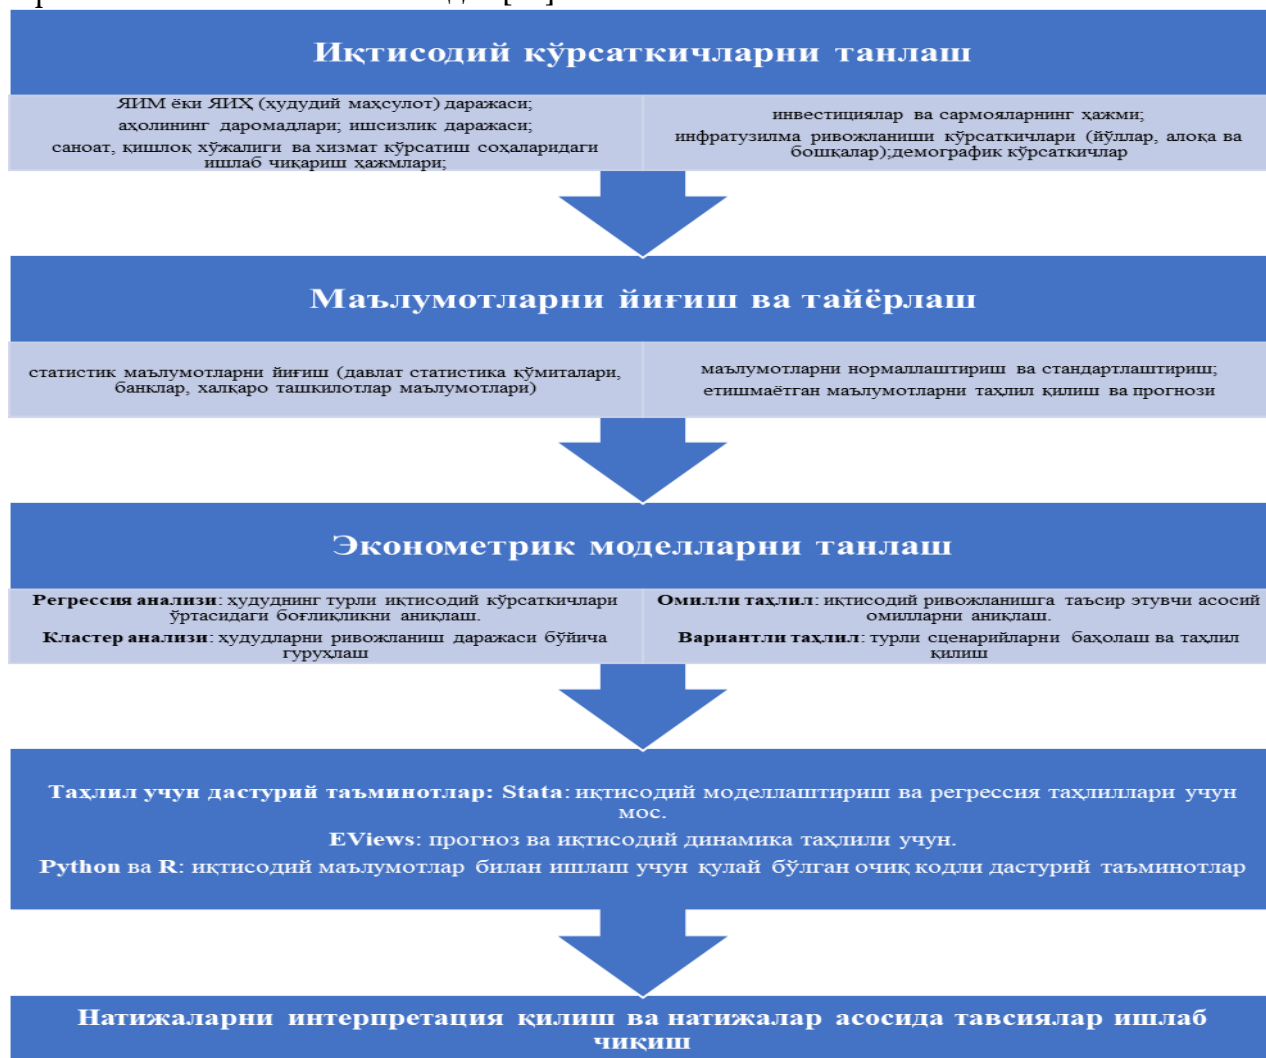 Иқтисодий кўрсаткичларни танлаш
ЯИМ ёки ЯИҲ (ҳудудий маҳсулот) даражаси;
аҳолининг даромадлари; ишсизлик даражаси;
саноат, қишлоқ хўжалиги ва хизмат кўрсатиш соҳаларидаги
ишлаб чиқариш ҳажмлари;
инвестициялар ва сармояларнинг ҳажми;
инфратузилма ривожланиши кўрсаткичлари (йўллар, алоқа ва
бошқалар);демографик кўрсаткичлар
Маълумотларни йиғиш ва тайёрлаш
статистик маълумотларни йиғиш (давлат статистика қўмиталари,
банклар, халқаро ташкилотлар маълумотлари)
маълумотларни нормаллаштириш ва стандартлаштириш;
етишмаётган маълумотларни таҳлил қилиш ва прогнози
Эконометрик моделларни танлаш
Регрессия анализи: ҳудуднинг турли иқтисодий кўрсаткичлари
ўртасидаги боғлиқликни аниқлаш.
Кластер анализи: ҳудудларни ривожланиш даражаси бўйича
гуруҳлаш
Омилли таҳлил: иқтисодий ривожланишга таъсир этувчи асосий
омилларни аниқлаш.
Вариантли таҳлил: турли сценарийларни баҳолаш ва таҳлил
қилиш
Таҳлил учун дастурий таъминотлар: Stata: иқтисодий моделлаштириш ва регрессия таҳлиллари учун
мос.
EViews: прогноз ва иқтисодий динамика таҳлили учун.
Python ва R: иқтисодий маълумотлар билан ишлаш учун қулай бўлган очиқ кодли дастурий таъминотлар
Натижаларни интерпретация қилиш ва натижалар асосида тавсиялар ишлаб
чиқиш